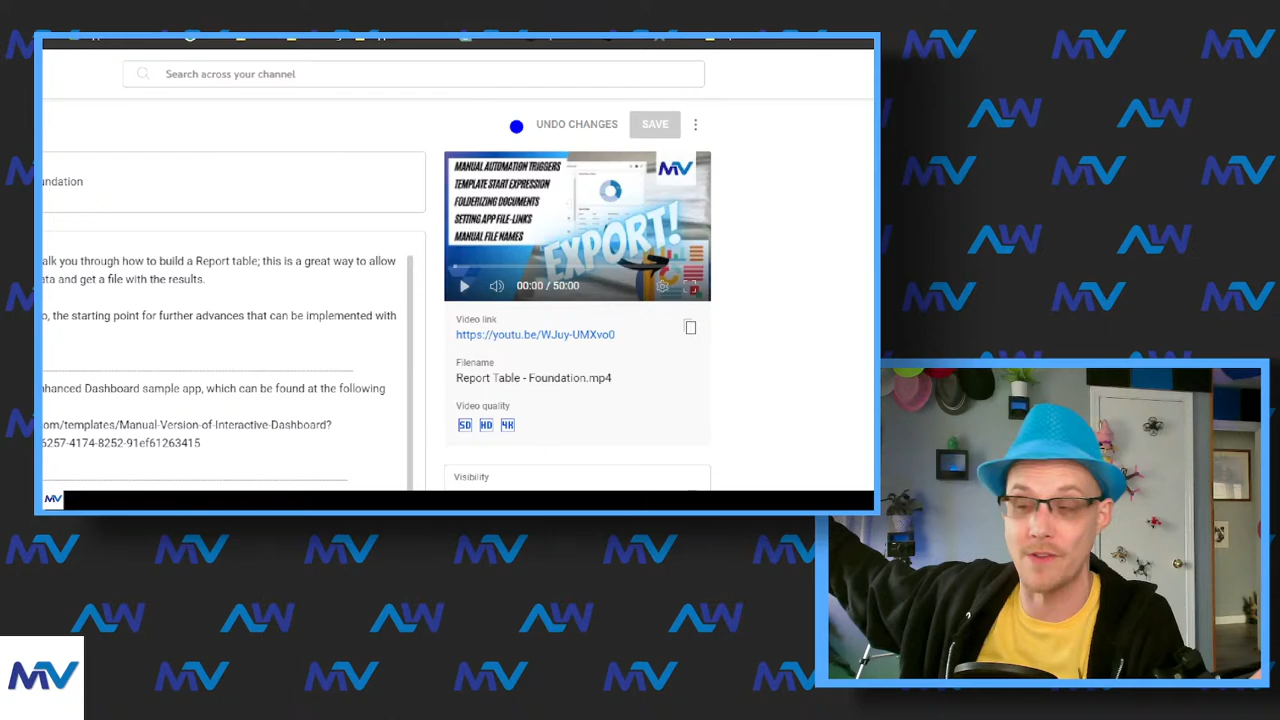 Search across your channel
UNDO CHANGES
SAVE
undation
MANUAL AUTOMATION TRIGGERS
TEMPLATE START EXPRESSION
FOLDERIZING DOCUMENTS
SETTING APP FILE-LINKS
MANUAL FILE NAMES
MV
EXPORT!
00:00 / 50:00
alk you through how to build a Report table; this is a great way to allow
ata and get a file with the results.
o, the starting point for further advances that can be implemented with
Video link
https://youtu.be/WJuy-UMXvo0
Filename
Report Table - Foundation.mp4
Video quality
SD HD 4K
hanced Dashboard sample app, which can be found at the following
om/templates/Manual-Version-of-Interactive-Dashboard?
6257-4174-8252-91ef61263415
Visibility
MV
MV